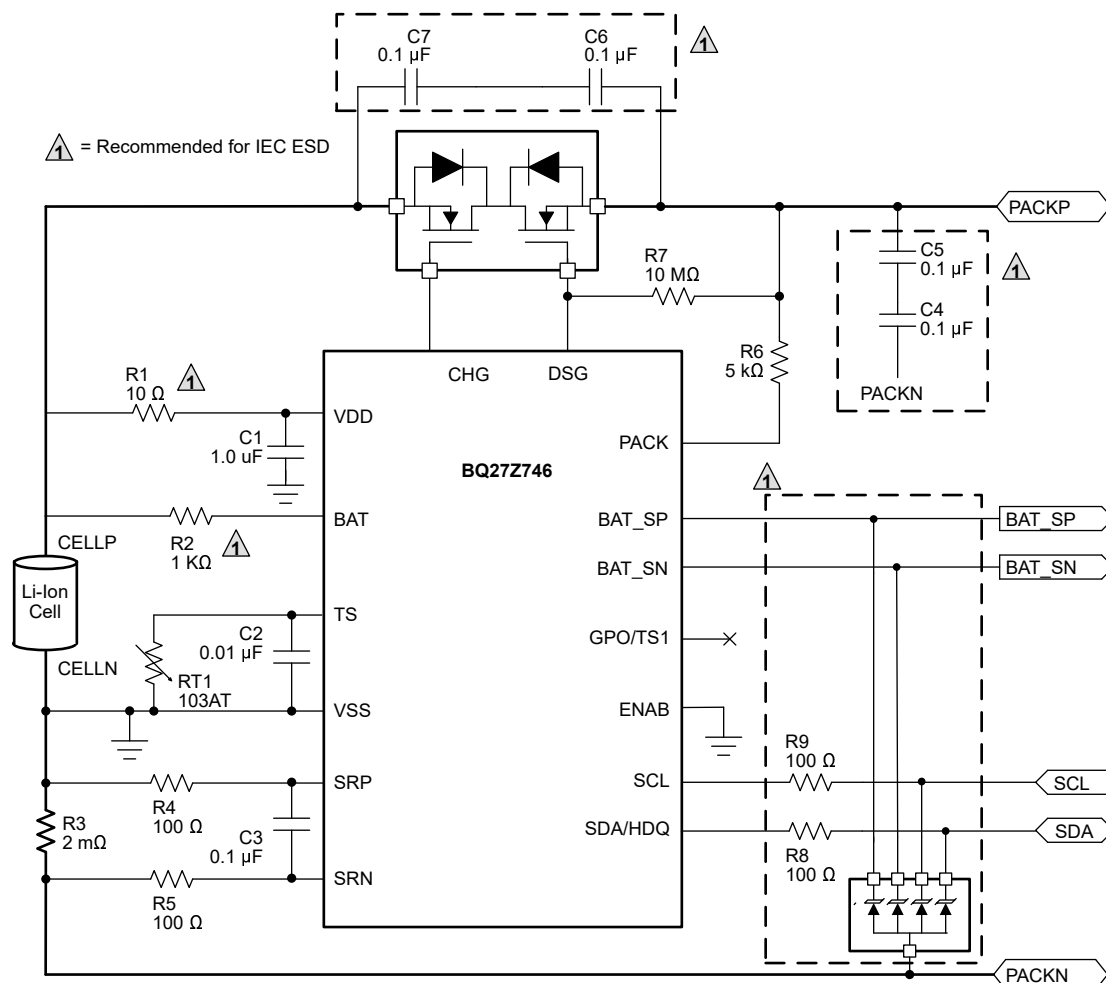 C7
0.1 µF
C6
0.1 µF
1
1 = Recommended for IEC ESD
PACKP
R7
10 MΩ
C5
0.1 µF
1
C4
0.1 µF
PACKN
R6
5 kΩ
CHG
DSG
R1
10 Ω
1
VDD
C1
1.0 uF
PACK
BQ27Z746
1
BAT
R2
1 KΩ
1
BAT_SP
BAT_SP
CELLP
Li-Ion
Cell
BAT_SN
BAT_SN
TS
C2
0.01 µF
GPO/TS1
CELLN
RT1
103AT
VSS
ENAB
R9
100 Ω
SRP
SCL
SCL
R4
100 Ω
R3
2 mΩ
C3
0.1 µF
SDA/HDQ
SDA
R8
100 Ω
SRN
R5
100 Ω
PACKN